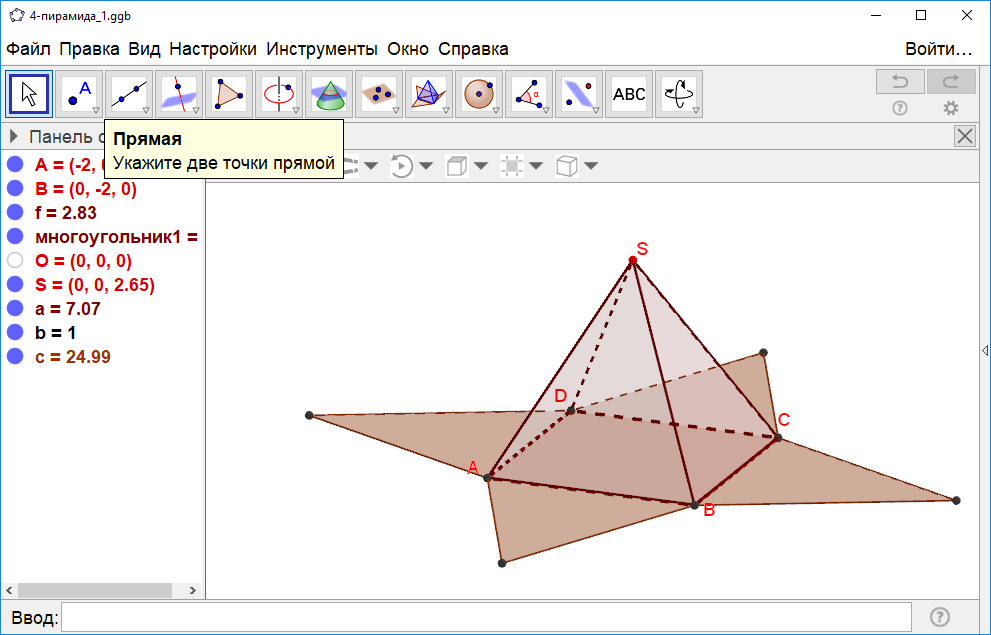 4-пирамида_1.ggb
Файл Правка Вид Настройки Инструменты Окно Справка Войти...
A α ABC
Панель
Прямая
Укажите две точки прямой
A = (-2,
B = (0, -2, 0)
f = 2.83
многоугольник1 =
O = (0, 0, 0)
S = (0, 0, 2.65)
a = 7.07
b = 1
c = 24.99
S
D
C
A
B
Ввод: